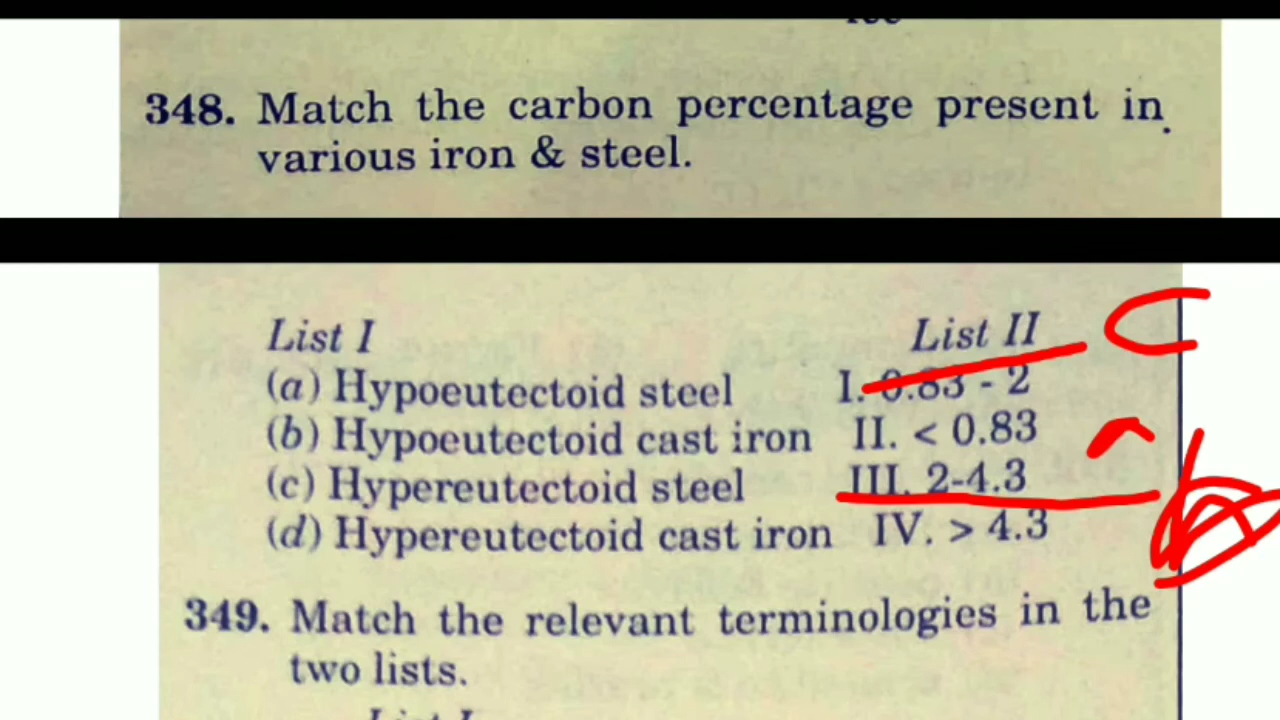 348. Match the carbon percentage present in
various iron & steel.
List I List II
(a) Hypoeutectoid steel I. 0.83 - 2
(b) Hypoeutectoid cast iron II. < 0.83
(c) Hypereutectoid steel III. 2-4.3
(d) Hypereutectoid cast iron IV. > 4.3
349. Match the relevant terminologies in the
two lists.
List I